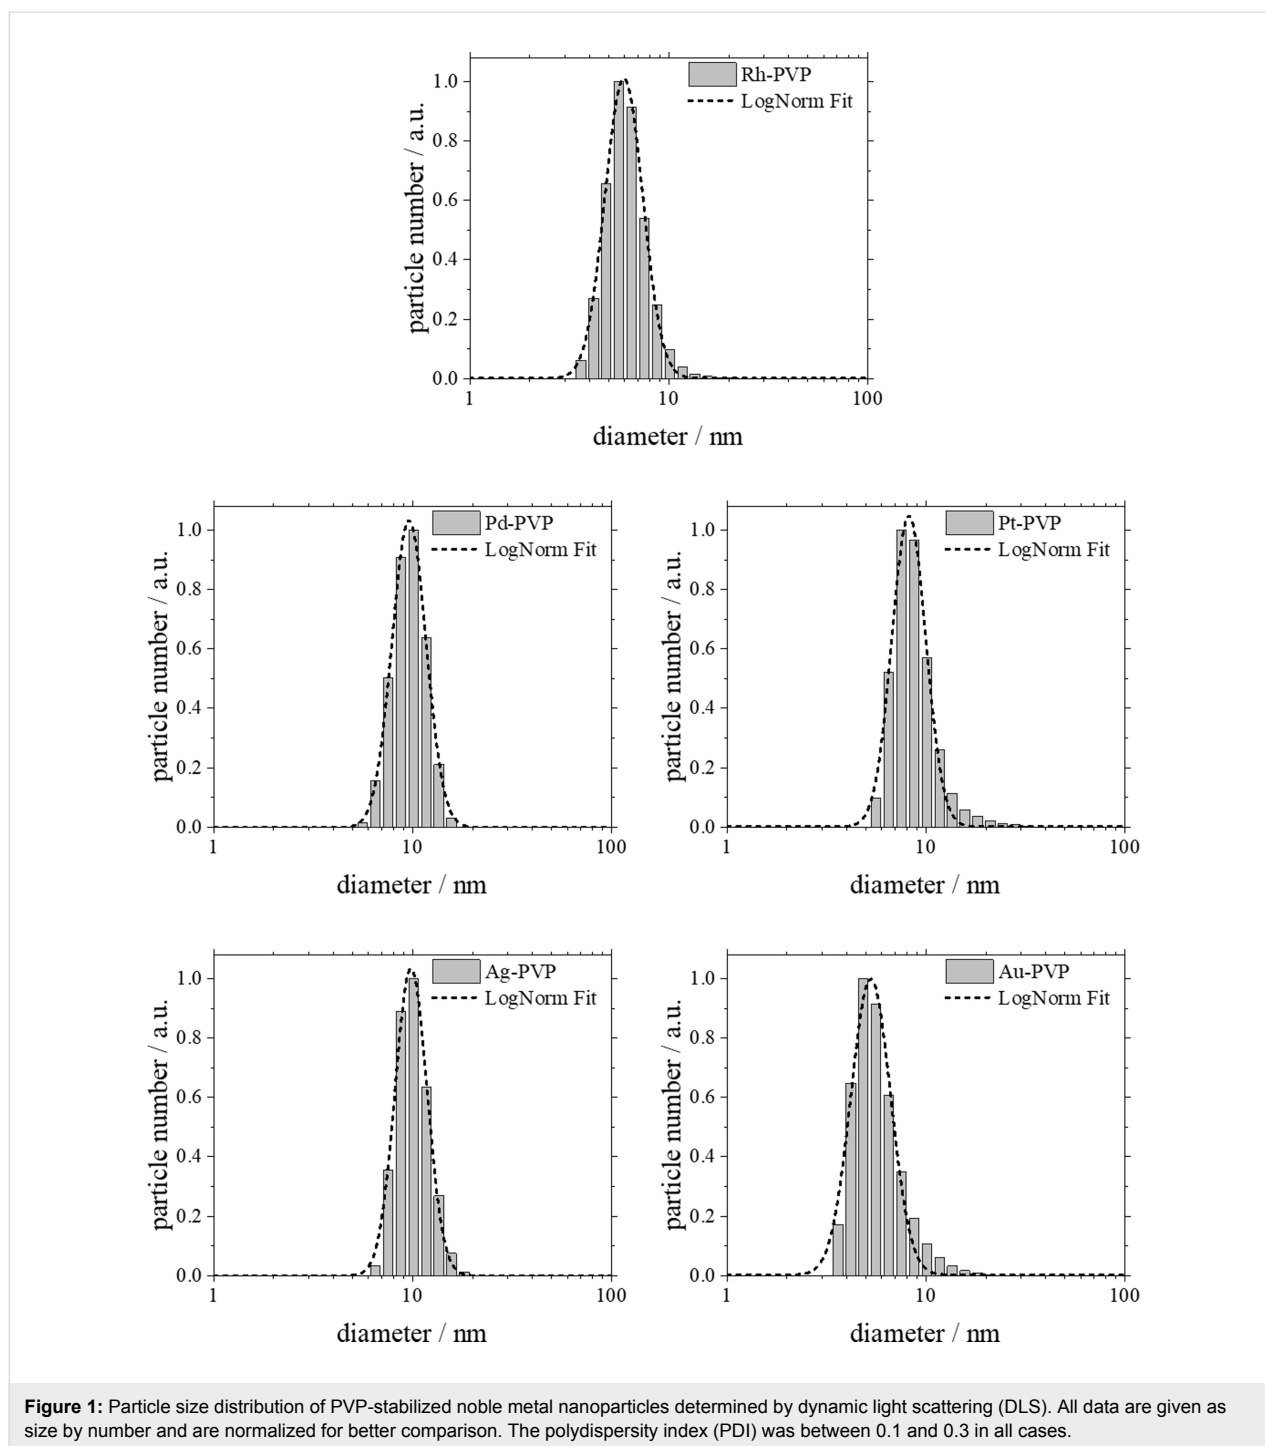 Rh-PVP
LogNorm Fit
particle number / a.u.
1.0
0.8
0.6
0.4
0.2
0.0
1
10
100
diameter / nm
Pd-PVP
LogNorm Fit
particle number / a.u.
1.0
0.8
0.6
0.4
0.2
0.0
1
10
100
diameter / nm
Pt-PVP
LogNorm Fit
particle number / a.u.
1.0
0.8
0.6
0.4
0.2
0.0
1
10
100
diameter / nm
Ag-PVP
LogNorm Fit
particle number / a.u.
1.0
0.8
0.6
0.4
0.2
0.0
1
10
100
diameter / nm
Au-PVP
LogNorm Fit
particle number / a.u.
1.0
0.8
0.6
0.4
0.2
0.0
1
10
100
diameter / nm
Figure 1: Particle size distribution of PVP-stabilized noble metal nanoparticles determined by dynamic light scattering (DLS). All data are given as
size by number and are normalized for better comparison. The polydispersity index (PDI) was between 0.1 and 0.3 in all cases.